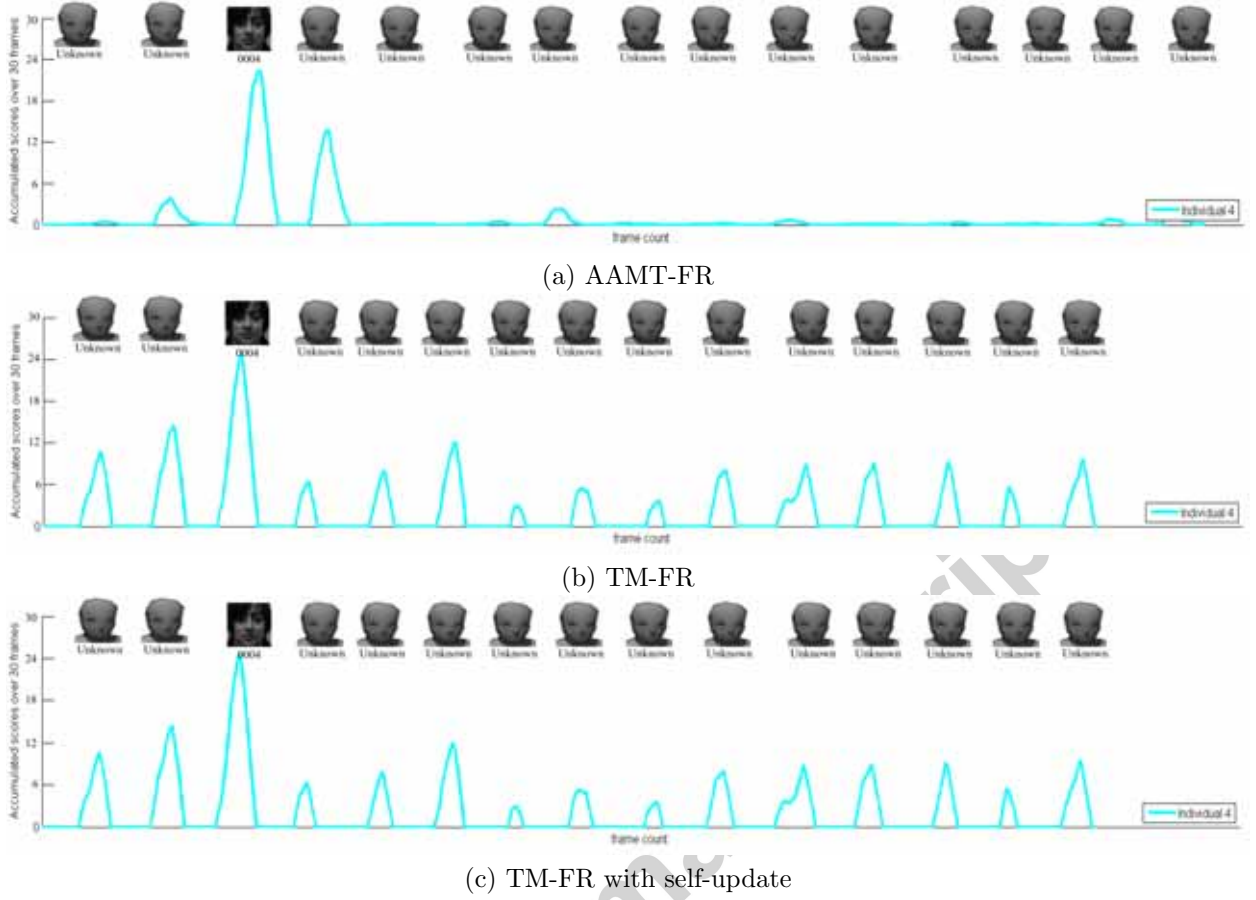 Accumulated scores over 30 frames
30
24
18
12
6
0
Unknown Unknown 0004 Unknown Unknown Unknown Unknown Unknown Unknown Unknown Unknown Unknown Unknown Unknown Unknown
Individual 4
frame count
(a) AAMT-FR
Accumulated scores over 30 frames
30
24
18
12
6
0
Unknown Unknown 0004 Unknown Unknown Unknown Unknown Unknown Unknown Unknown Unknown Unknown Unknown Unknown Unknown
Individual 4
frame count
(b) TM-FR
Accumulated scores over 30 frames
30
24
18
12
6
0
Unknown Unknown 0004 Unknown Unknown Unknown Unknown Unknown Unknown Unknown Unknown Unknown Unknown Unknown Unknown
Individual 4
frame count
(c) TM-FR with self-update